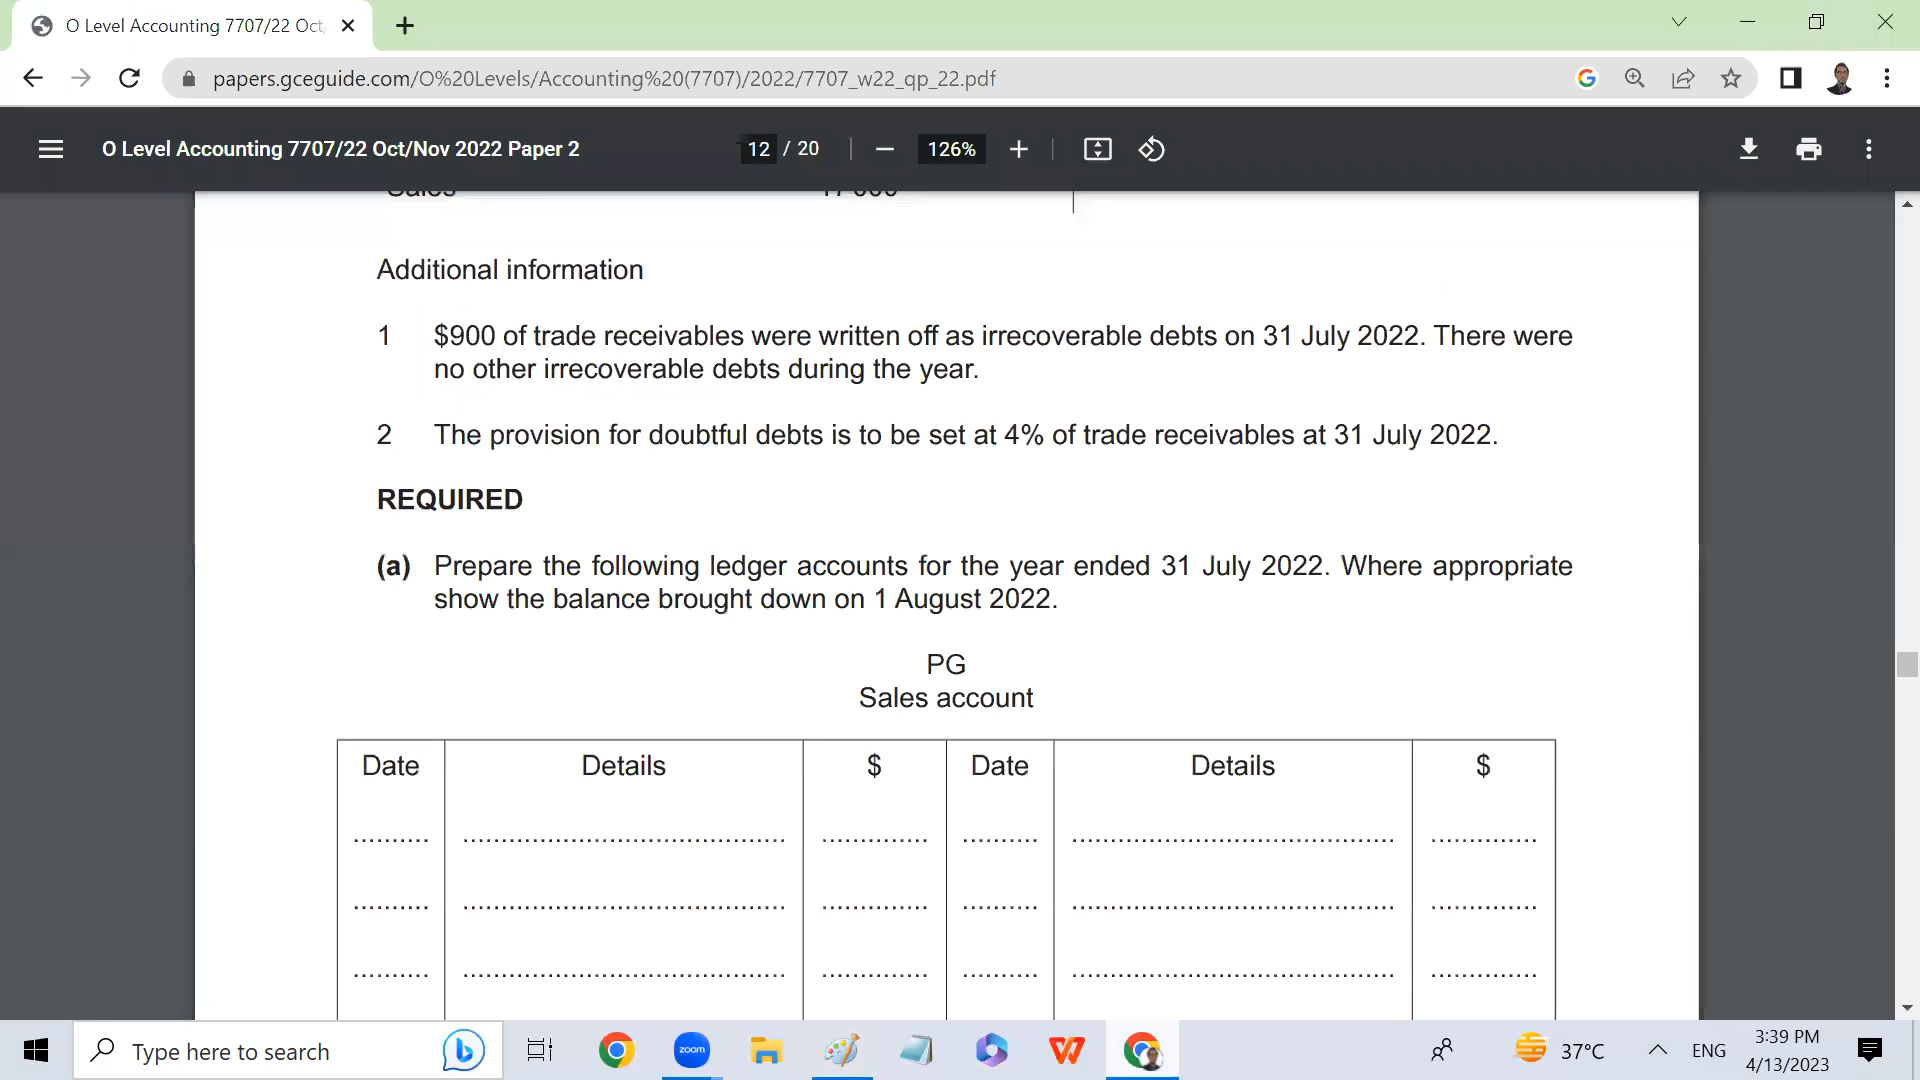 O Level Accounting 7707/22 Oct
papers.gceguide.com/O%20Levels/Accounting%20(7707)/2022/7707_w22_qp_22.pdf
O Level Accounting 7707/22 Oct/Nov 2022 Paper 2
12 / 20
126%
Sales 17 000
Additional information
1 $900 of trade receivables were written off as irrecoverable debts on 31 July 2022. There were
no other irrecoverable debts during the year.
2 The provision for doubtful debts is to be set at 4% of trade receivables at 31 July 2022.
REQUIRED
(a) Prepare the following ledger accounts for the year ended 31 July 2022. Where appropriate
show the balance brought down on 1 August 2022.
PG
Sales account
Date Details $ Date Details $
Type here to search
zoom
37°C
ENG
3:39 PM
4/13/2023